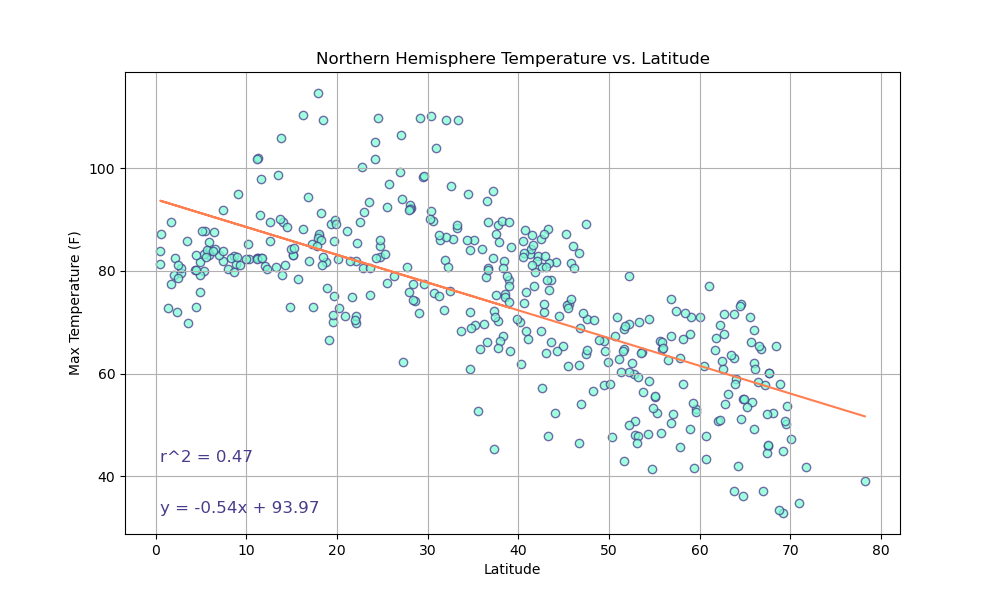 Northern Hemisphere Temperature vs. Latitude
Max Temperature (F)
100
80
60
40
r^2 = 0.47
y = -0.54x + 93.97
0 10 20 30 40 50 60 70 80
Latitude